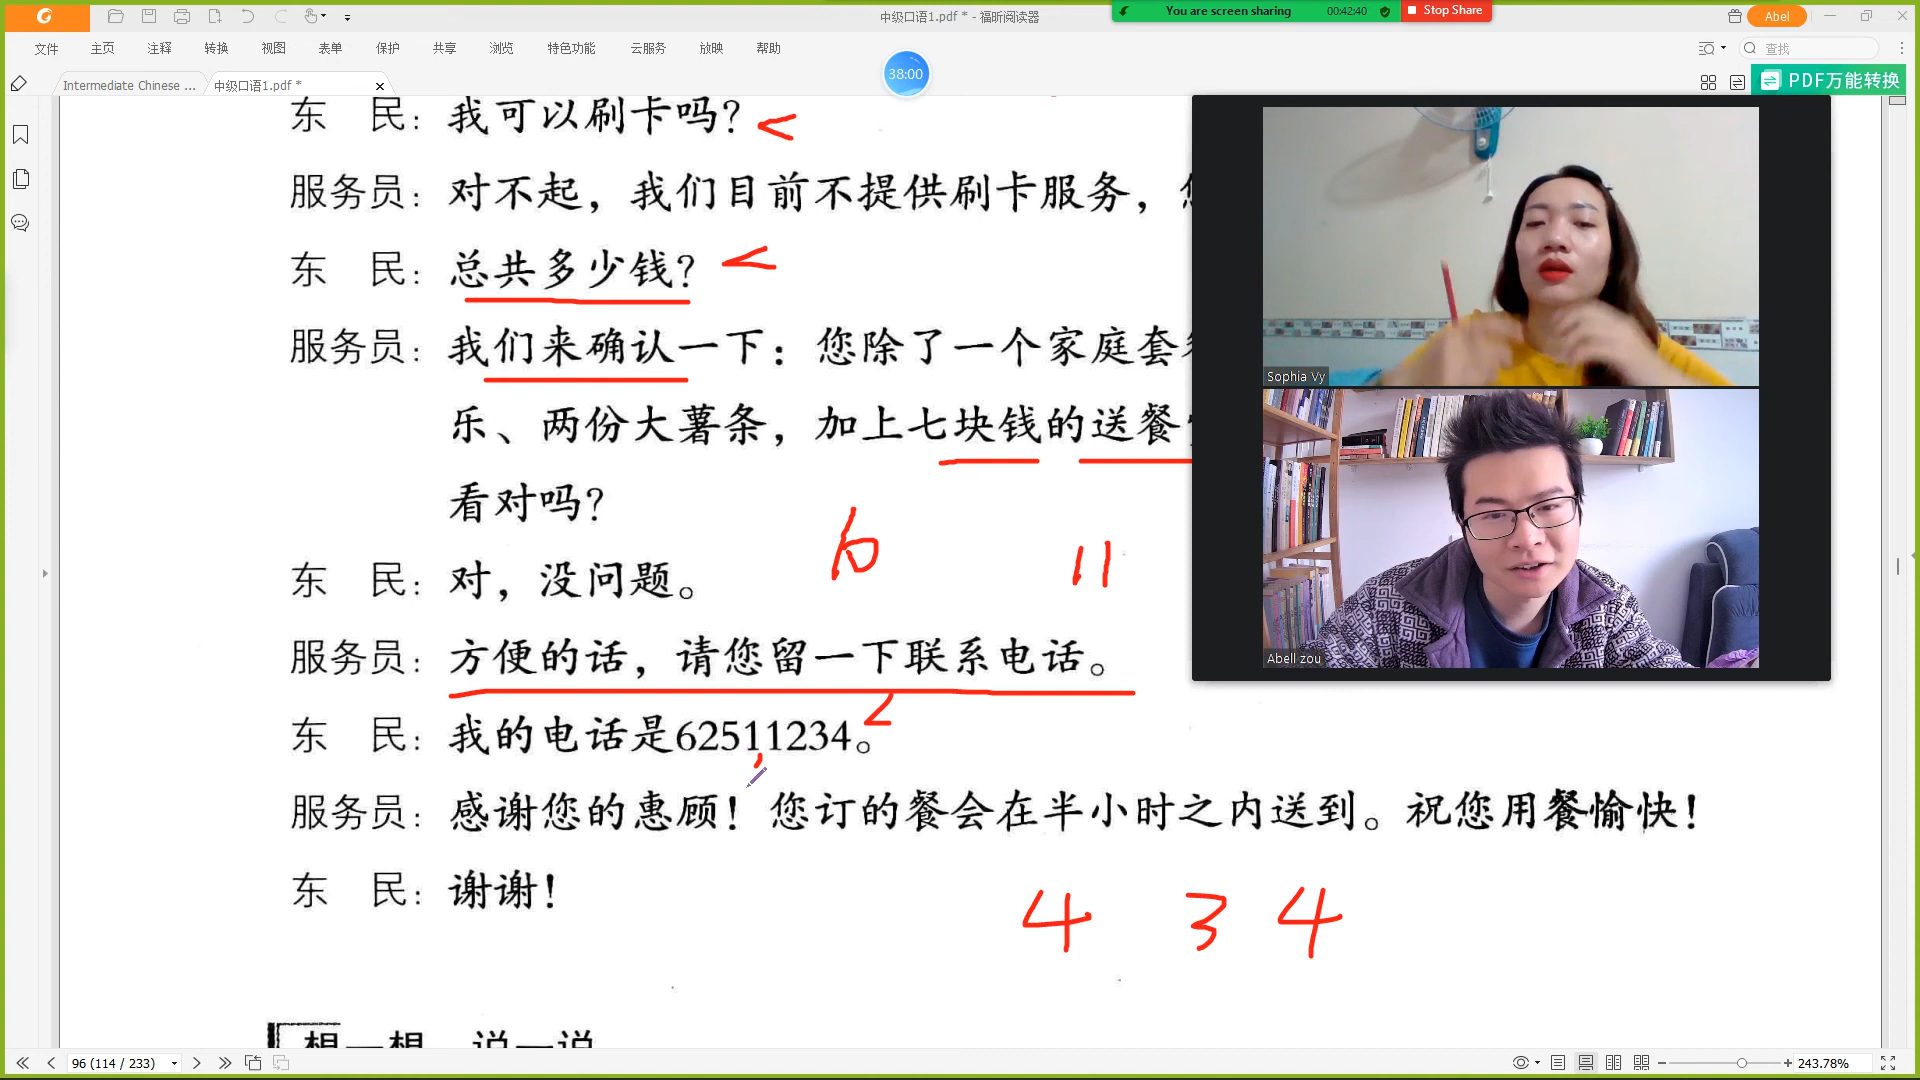 中级口语1.pdf * - 福昕阅读器
You are screen sharing
00:42:40
Stop Share
Abel
文件 主页 注释 转换 视图 表单 保护 共享 浏览 特色功能 云服务 放映 帮助
查找
38:00
Intermediate Chinese ...
中级口语1.pdf *
PDF万能转换
东 民：我可以刷卡吗？
服务员：对不起，我们目前不提供刷卡服务，
东 民：总共多少钱？
服务员：我们来确认一下：您除了一个家庭套
乐、两份大薯条，加上七块钱的送餐
看对吗？
10 11
东 民：对，没问题。
服务员：方便的话，请您留一下联系电话。
东 民：我的电话是62511234。
服务员：感谢您的惠顾！您订的餐会在半小时之内送到。祝您用餐愉快！
东 民：谢谢！
4 3 4
想一想 说一说
Sophia Vy
Abell zou
96 (114 / 233)
243.78%